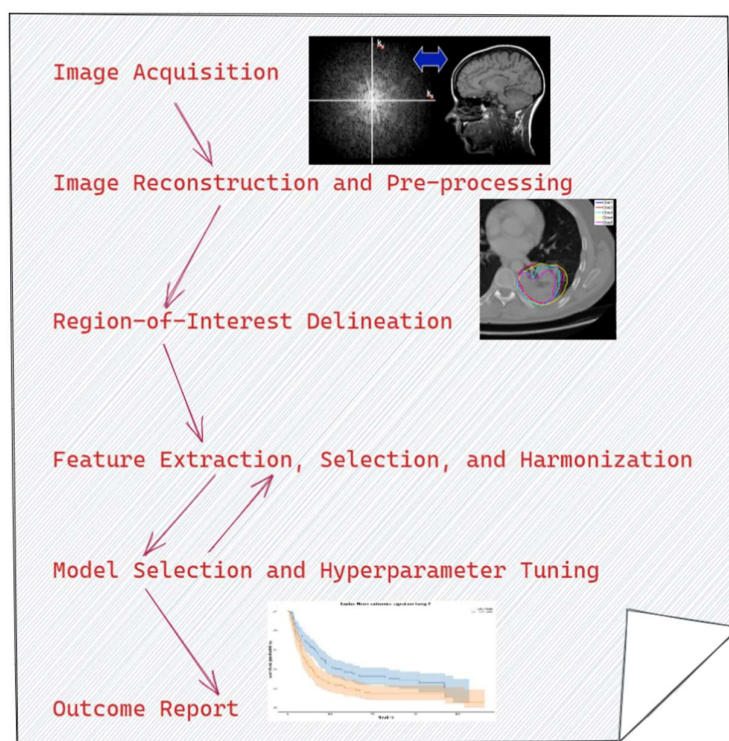 Image Acquisition
Image Reconstruction and Pre-processing
Region-of-Interest Delineation
Feature Extraction, Selection, and Harmonization
Model Selection and Hyperparameter Tuning
Outcome Report